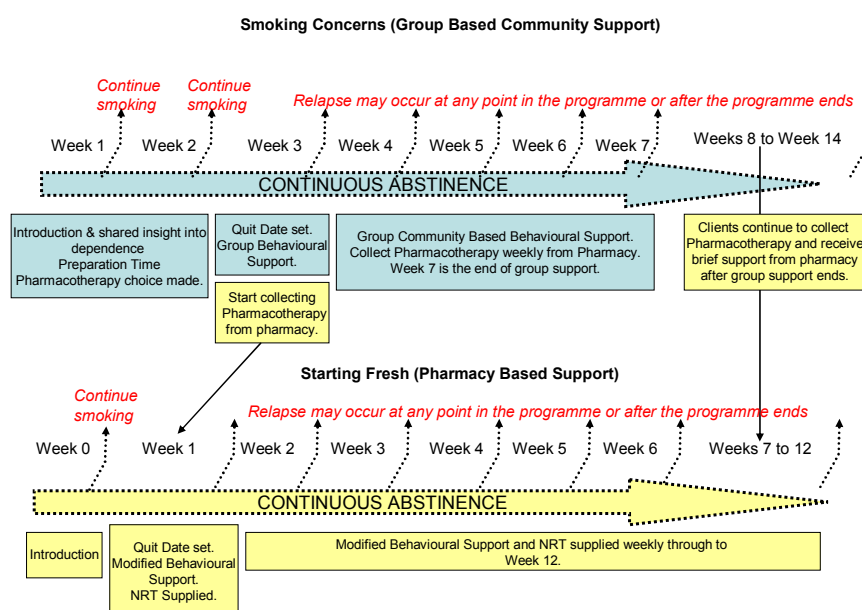 Smoking Concerns (Group Based Community Support)
Continue
smoking
Continue
smoking
Relapse may occur at any point in the programme or after the programme ends
Week 1
Week 2
Week 3
Week 4
Week 5
Week 6
Week 7
Weeks 8 to Week 14
CONTINUOUS ABSTINENCE
Introduction & shared insight into
dependence
Preparation Time
Pharmacotherapy choice made.
Quit Date set.
Group Behavioural
Support.
Group Community Based Behavioural Support.
Collect Pharmacotherapy weekly from Pharmacy.
Week 7 is the end of group support.
Clients continue to collect
Pharmacotherapy and receive
brief support from pharmacy
after group support ends.
Start collecting
Pharmacotherapy
from pharmacy.
Starting Fresh (Pharmacy Based Support)
Continue
smoking
Relapse may occur at any point in the programme or after the programme ends
Week 0
Week 1
Week 2
Week 3
Week 4
Week 5
Week 6
Weeks 7 to 12
CONTINUOUS ABSTINENCE
Introduction
Quit Date set.
Modified Behavioural
Support.
NRT Supplied.
Modified Behavioural Support and NRT supplied weekly through to
Week 12.